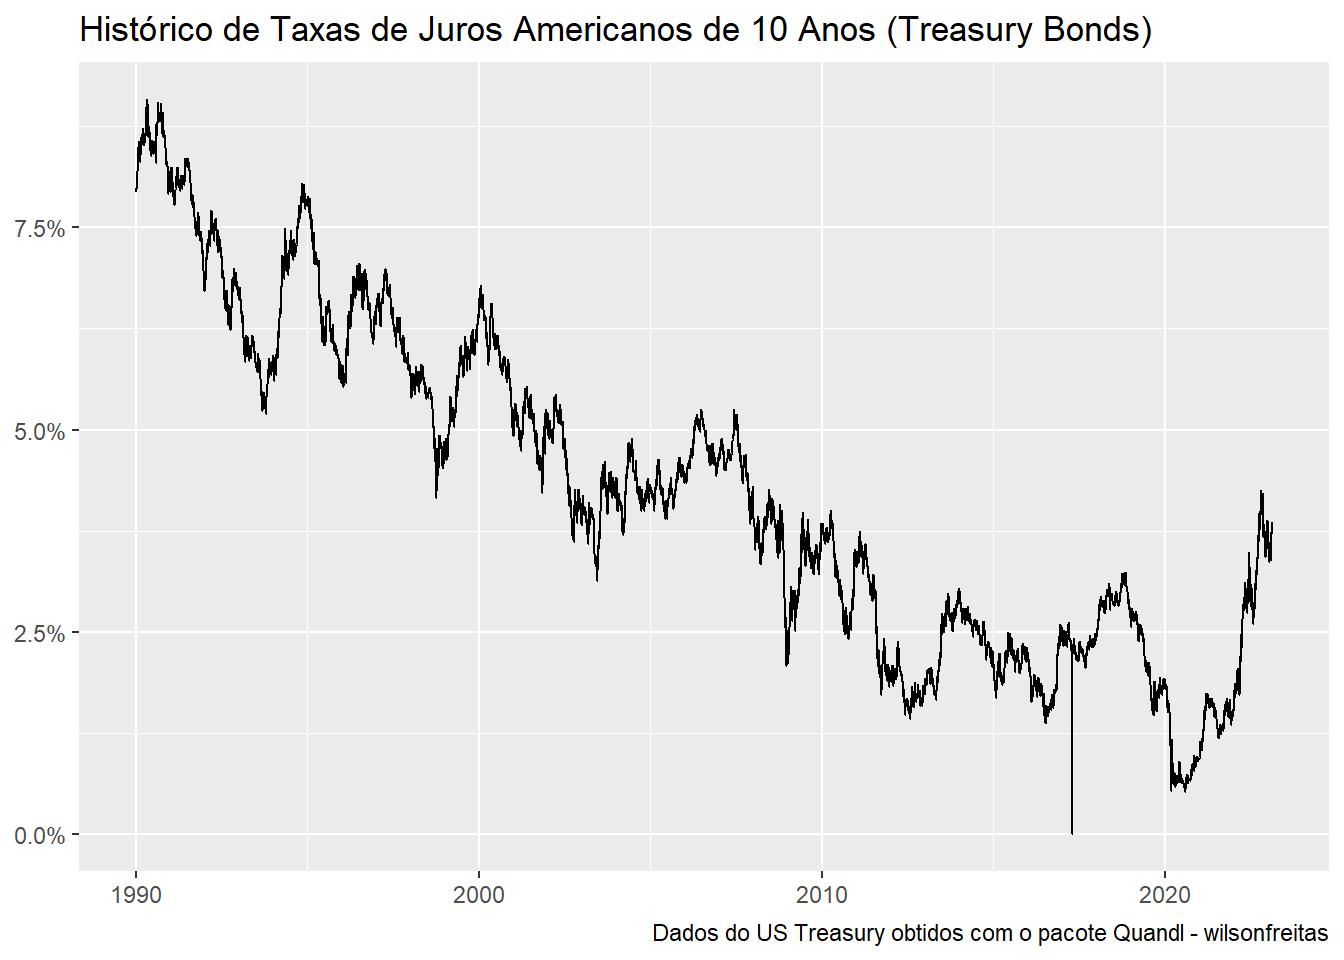 Histórico de Taxas de Juros Americanos de 10 Anos (Treasury Bonds)
7.5%
5.0%
2.5%
0.0%
1990 2000 2010 2020
Dados do US Treasury obtidos com o pacote Quandl - wilsonfreitas